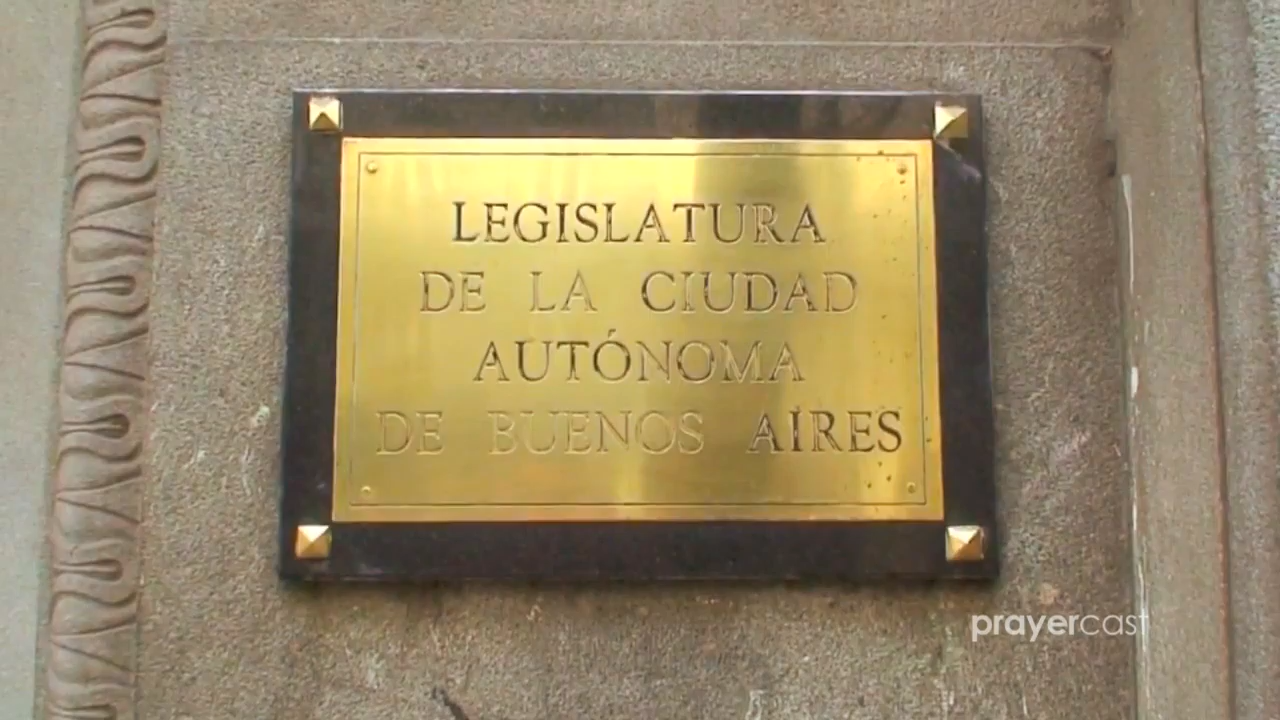 LEGISLATURA
DE LA CIUDAD
AUTÓNOMA
DE BUENOS AIRES
prayercast